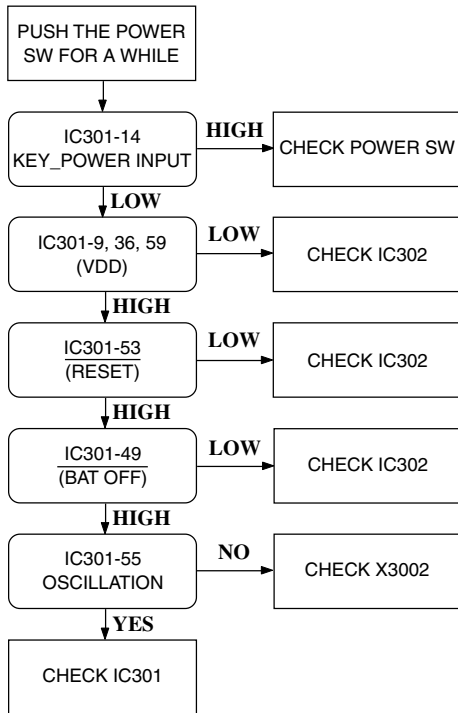 PUSH THE POWER
SW FOR A WHILE
IC301-14
KEY_POWER INPUT
HIGH
CHECK POWER SW
LOW
IC301-9, 36, 59
(VDD)
LOW
CHECK IC302
HIGH
IC301-53
(RESET)
LOW
CHECK IC302
HIGH
IC301-49
(BAT OFF)
LOW
CHECK IC302
HIGH
IC301-55
OSCILLATION
NO
CHECK X3002
YES
CHECK IC301